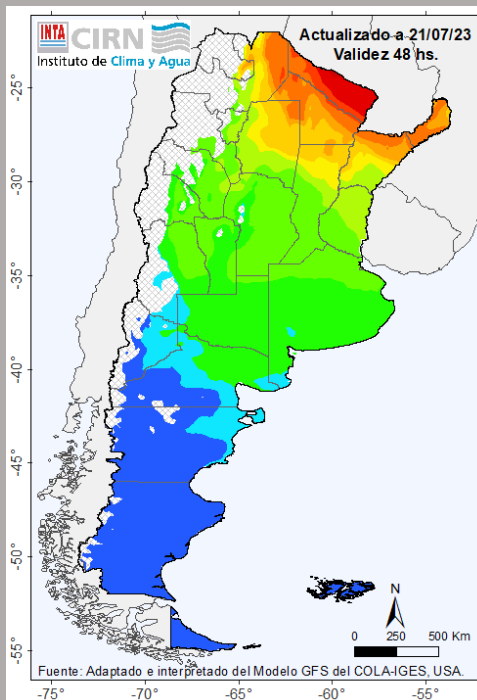 INTA CIRN
Instituto de Clima y Agua
Actualizado a 21/07/23
Validez 48 hs.
-25°
-30°
-35°
-40°
-45°
-50°
-55°
N
0 250 500 Km
Fuente: Adaptado e interpretado del Modelo GFS del COLA-IGES, USA.
-75 -70 -65 -60 -55